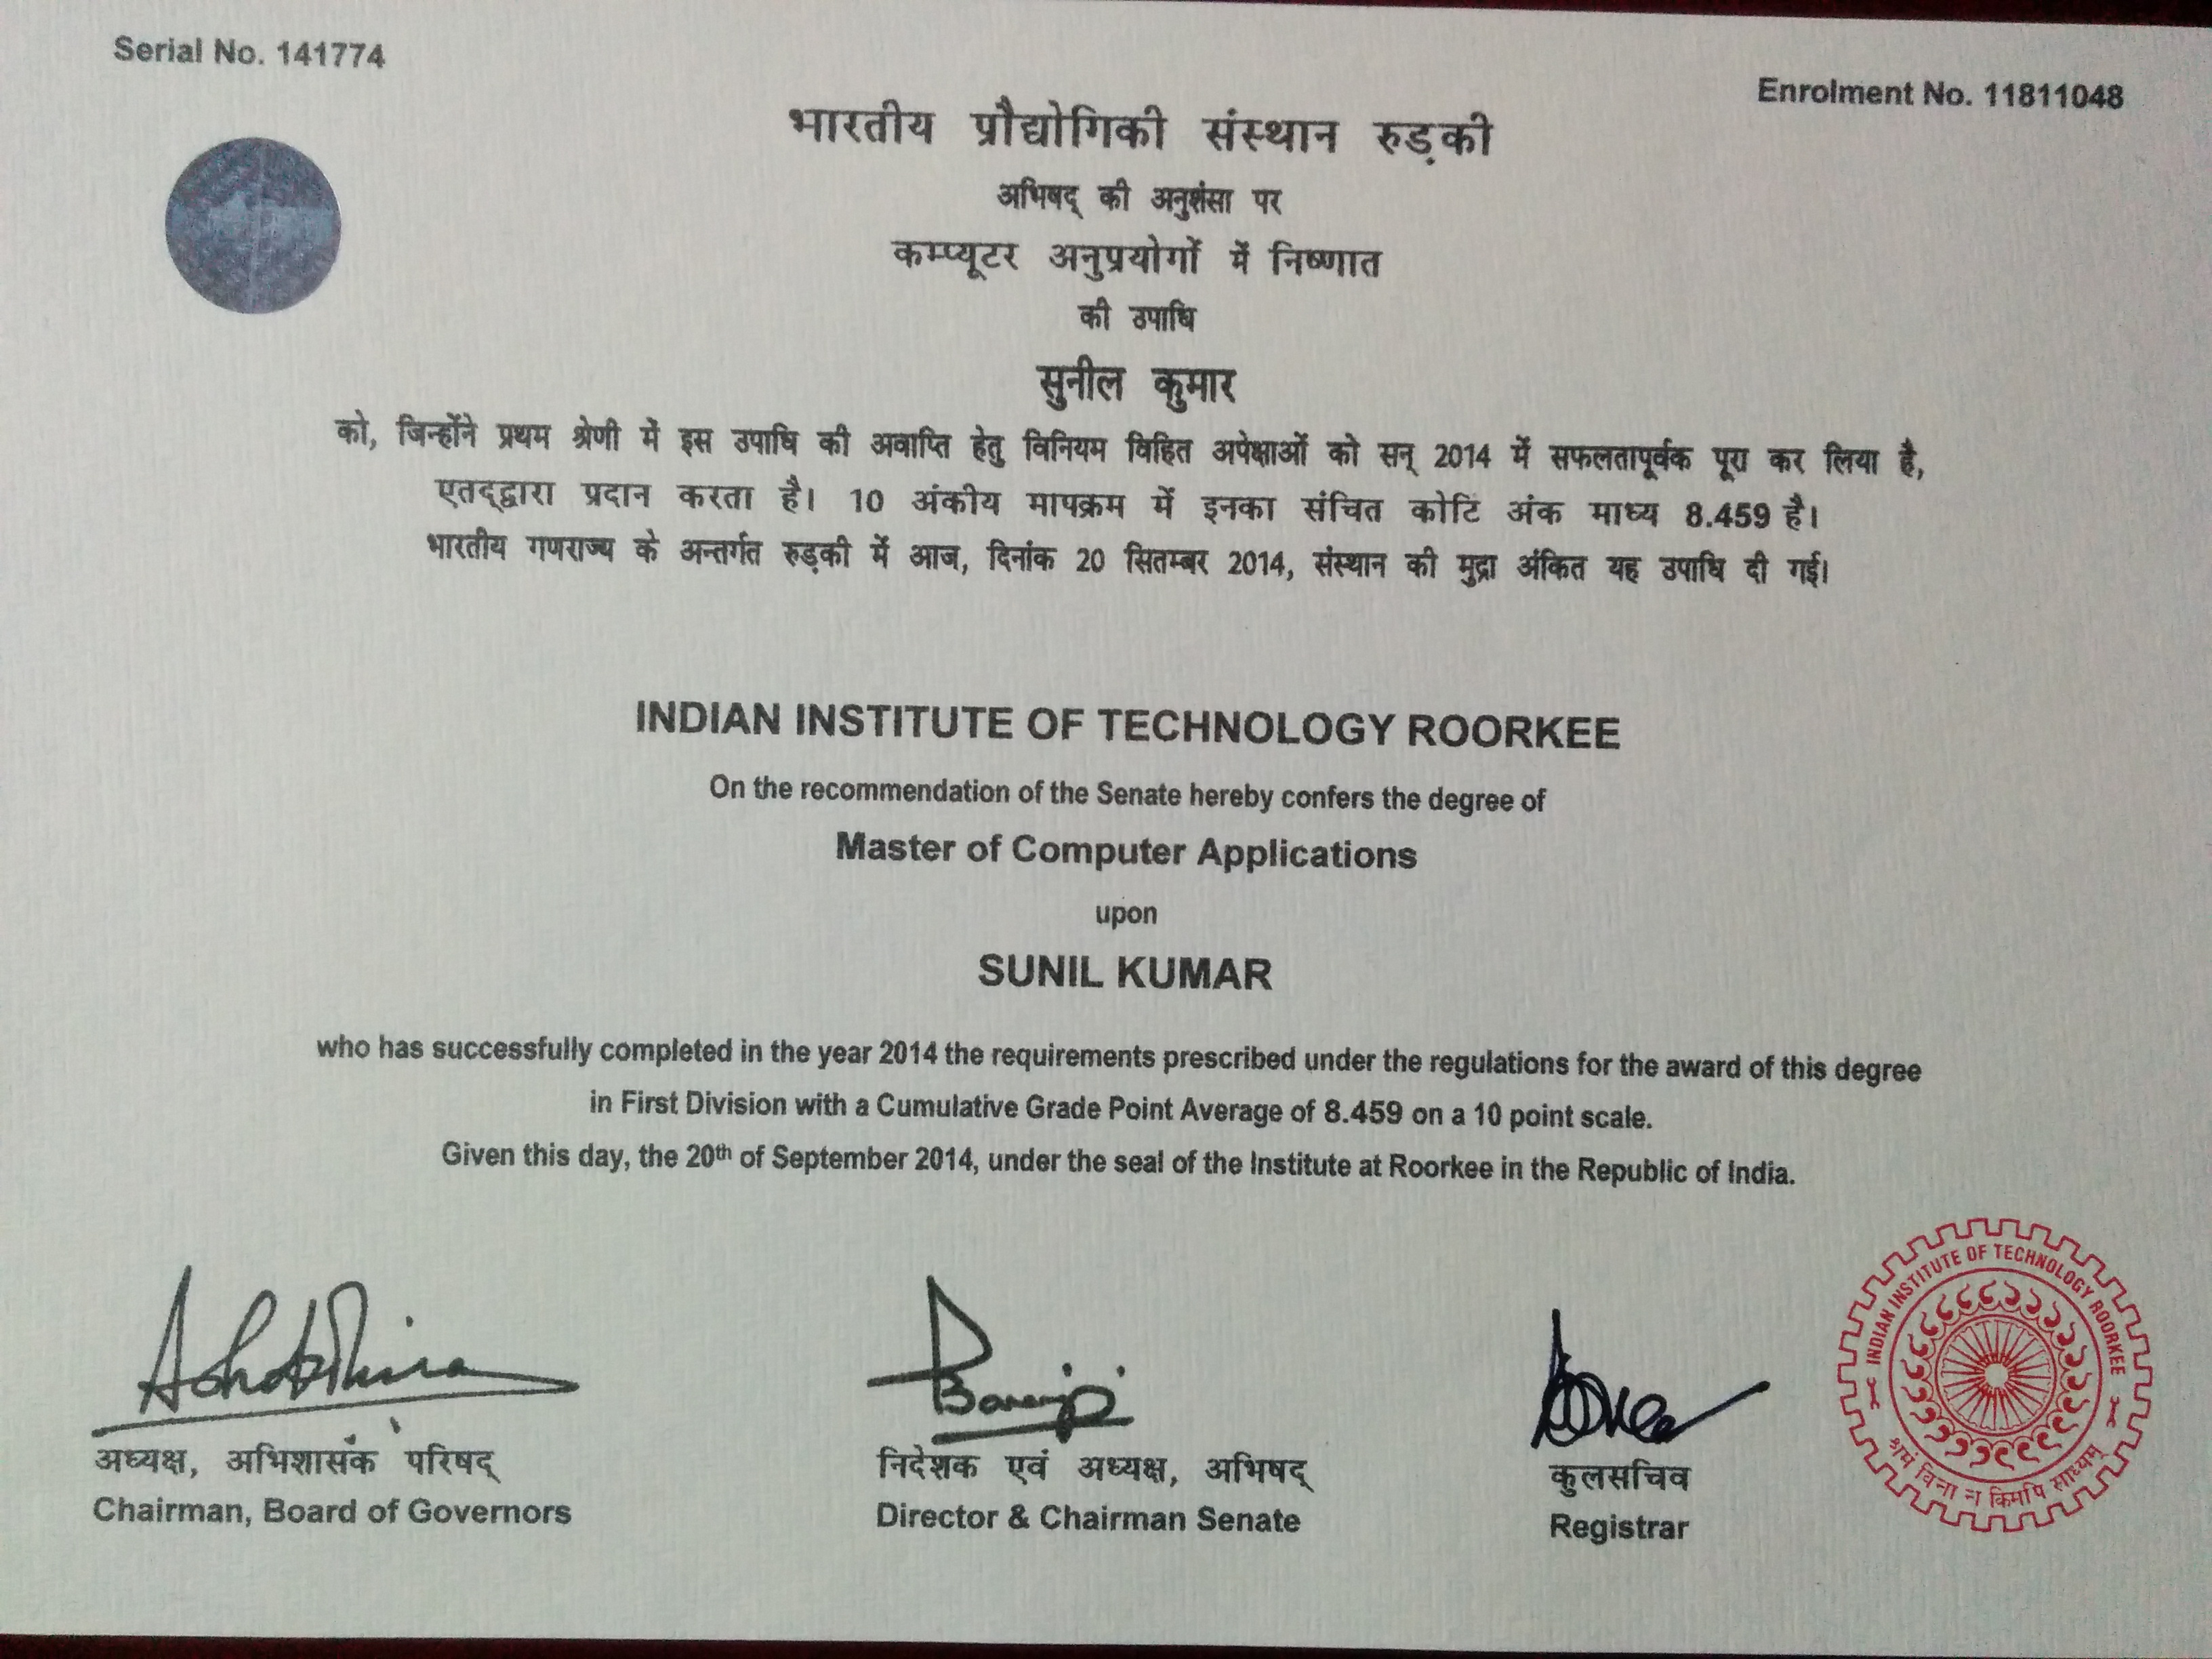 Serial No. 141774
Enrolment No. 11811048
भारतीय प्रौद्योगिकी संस्थान रुड़की
अभिषद् की अनुशंसा पर
कम्प्यूटर अनुप्रयोगों में निष्णात
की उपाधि
सुनील कुमार
को, जिन्होंने प्रथम श्रेणी में इस उपाधि की अवाप्ति हेतु विनियम विहित अपेक्षाओं को सन् 2014 में सफलतापूर्वक पूरा कर लिया है,
एतद्द्वारा प्रदान करता है। 10 अंकीय मापक्रम में इनका संचित कोटि अंक माध्य 8.459 है।
भारतीय गणराज्य के अन्तर्गत रुड़की में आज, दिनांक 20 सितम्बर 2014, संस्थान की मुद्रा अंकित यह उपाधि दी गई।
INDIAN INSTITUTE OF TECHNOLOGY ROORKEE
On the recommendation of the Senate hereby confers the degree of
Master of Computer Applications
upon
SUNIL KUMAR
who has successfully completed in the year 2014 the requirements prescribed under the regulations for the award of this degree
in First Division with a Cumulative Grade Point Average of 8.459 on a 10 point scale.
Given this day, the 20th of September 2014, under the seal of the Institute at Roorkee in the Republic of India.
अध्यक्ष, अभिशासक परिषद्
Chairman, Board of Governors
निदेशक एवं अध्यक्ष, अभिषद्
Director & Chairman Senate
कुलसचिव
Registrar
INDIAN INSTITUTE OF TECHNOLOGY ROORKEE
श्रमं विना न किमपि साध्यम्